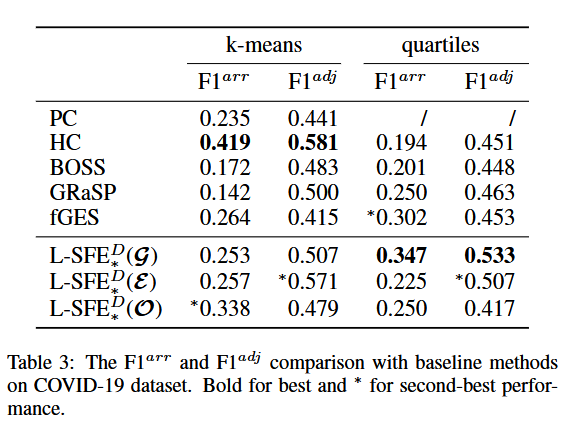 k-means quartiles
F1^arr F1^adj F1^arr F1^adj
PC 0.235 0.441 / /
HC 0.419 0.581 0.194 0.451
BOSS 0.172 0.483 0.201 0.448
GRaSP 0.142 0.500 0.250 0.463
fGES 0.264 0.415 *0.302 0.453
L-SFE^D_*(𝓖) 0.253 0.507 0.347 0.533
L-SFE^D_*(𝓔) 0.257 *0.571 0.225 *0.507
L-SFE^D_*(𝓞) *0.338 0.479 0.250 0.417
Table 3: The F1^arr and F1^adj comparison with baseline methods
on COVID-19 dataset. Bold for best and * for second-best perfor-
mance.